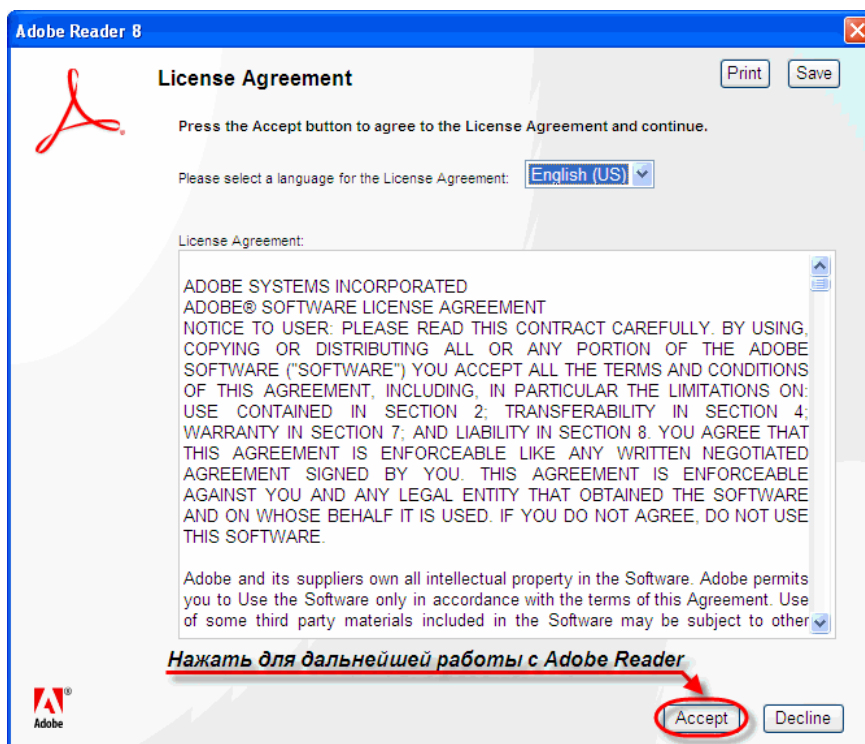 Adobe Reader 8
License Agreement
Print
Save
Press the Accept button to agree to the License Agreement and continue.
Please select a language for the License Agreement:
English (US)
License Agreement:
ADOBE SYSTEMS INCORPORATED
ADOBE® SOFTWARE LICENSE AGREEMENT
NOTICE TO USER: PLEASE READ THIS CONTRACT CAREFULLY. BY USING,
COPYING OR DISTRIBUTING ALL OR ANY PORTION OF THE ADOBE
SOFTWARE ("SOFTWARE") YOU ACCEPT ALL THE TERMS AND CONDITIONS
OF THIS AGREEMENT, INCLUDING, IN PARTICULAR THE LIMITATIONS ON:
USE CONTAINED IN SECTION 2; TRANSFERABILITY IN SECTION 4;
WARRANTY IN SECTION 7; AND LIABILITY IN SECTION 8. YOU AGREE THAT
THIS AGREEMENT IS ENFORCEABLE LIKE ANY WRITTEN NEGOTIATED
AGREEMENT SIGNED BY YOU. THIS AGREEMENT IS ENFORCEABLE
AGAINST YOU AND ANY LEGAL ENTITY THAT OBTAINED THE SOFTWARE
AND ON WHOSE BEHALF IT IS USED. IF YOU DO NOT AGREE, DO NOT USE
THIS SOFTWARE.
Adobe and its suppliers own all intellectual property in the Software. Adobe permits
you to Use the Software only in accordance with the terms of this Agreement. Use
of some third party materials included in the Software may be subject to other
Нажать для дальнейшей работы с Adobe Reader
Adobe
Accept
Decline